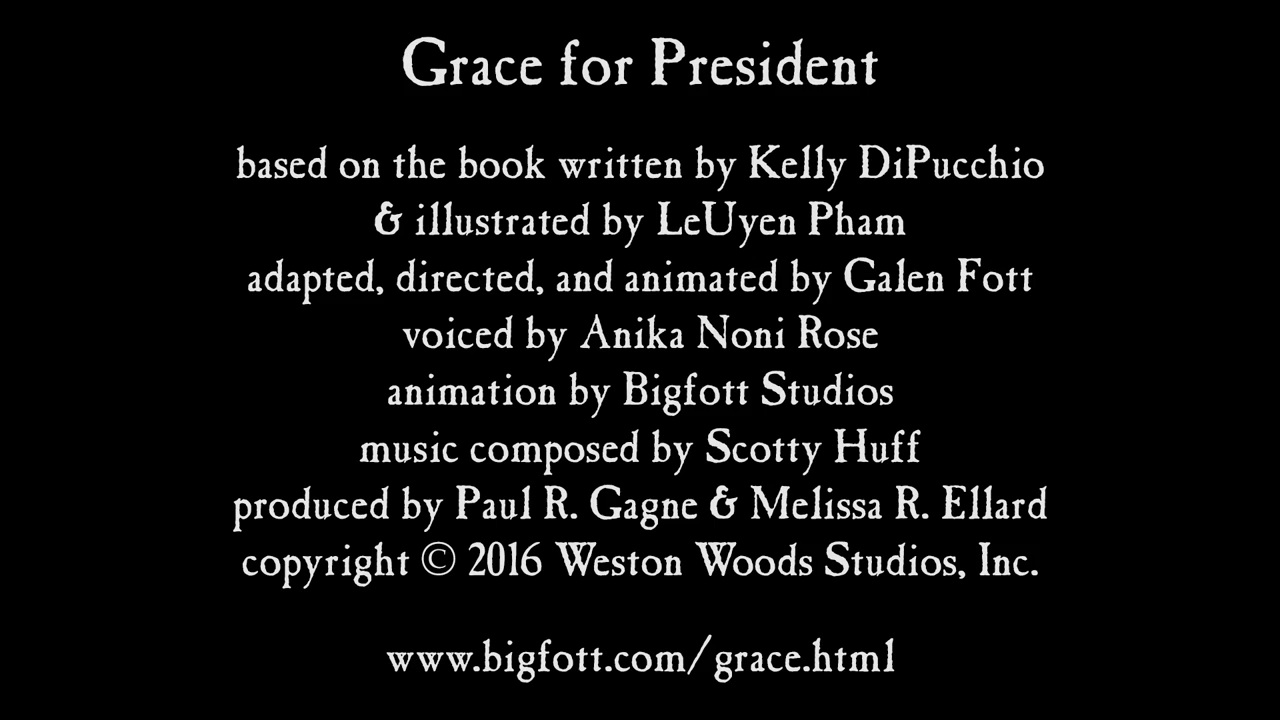 Grace for President
based on the book written by Kelly DiPucchio
& illustrated by LeUyen Pham
adapted, directed, and animated by Galen Fott
voiced by Anika Noni Rose
animation by Bigfott Studios
music composed by Scotty Huff
produced by Paul R. Gagne & Melissa R. Ellard
copyright © 2016 Weston Woods Studios, Inc.
www.bigfott.com/grace.html